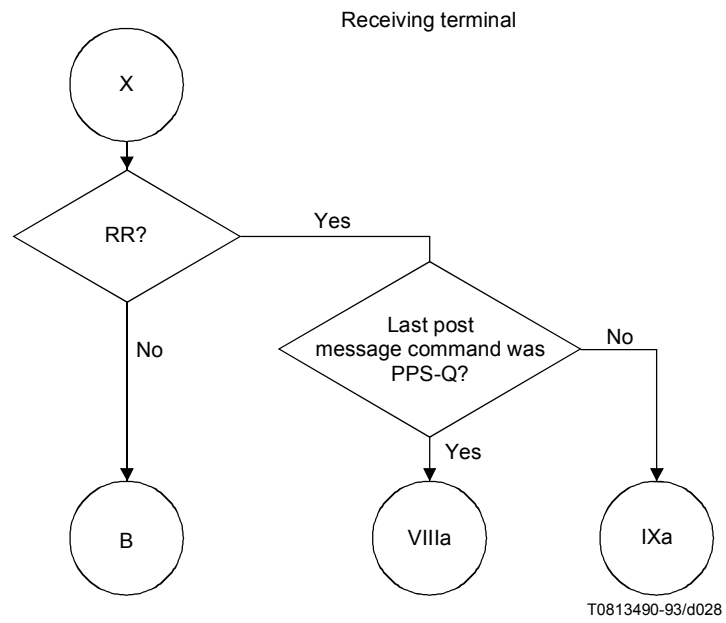 Receiving terminal
X
RR?
Yes
No
Last post
message command was
PPS-Q?
No
Yes
B
VIIIa
IXa
T0813490-93/d028